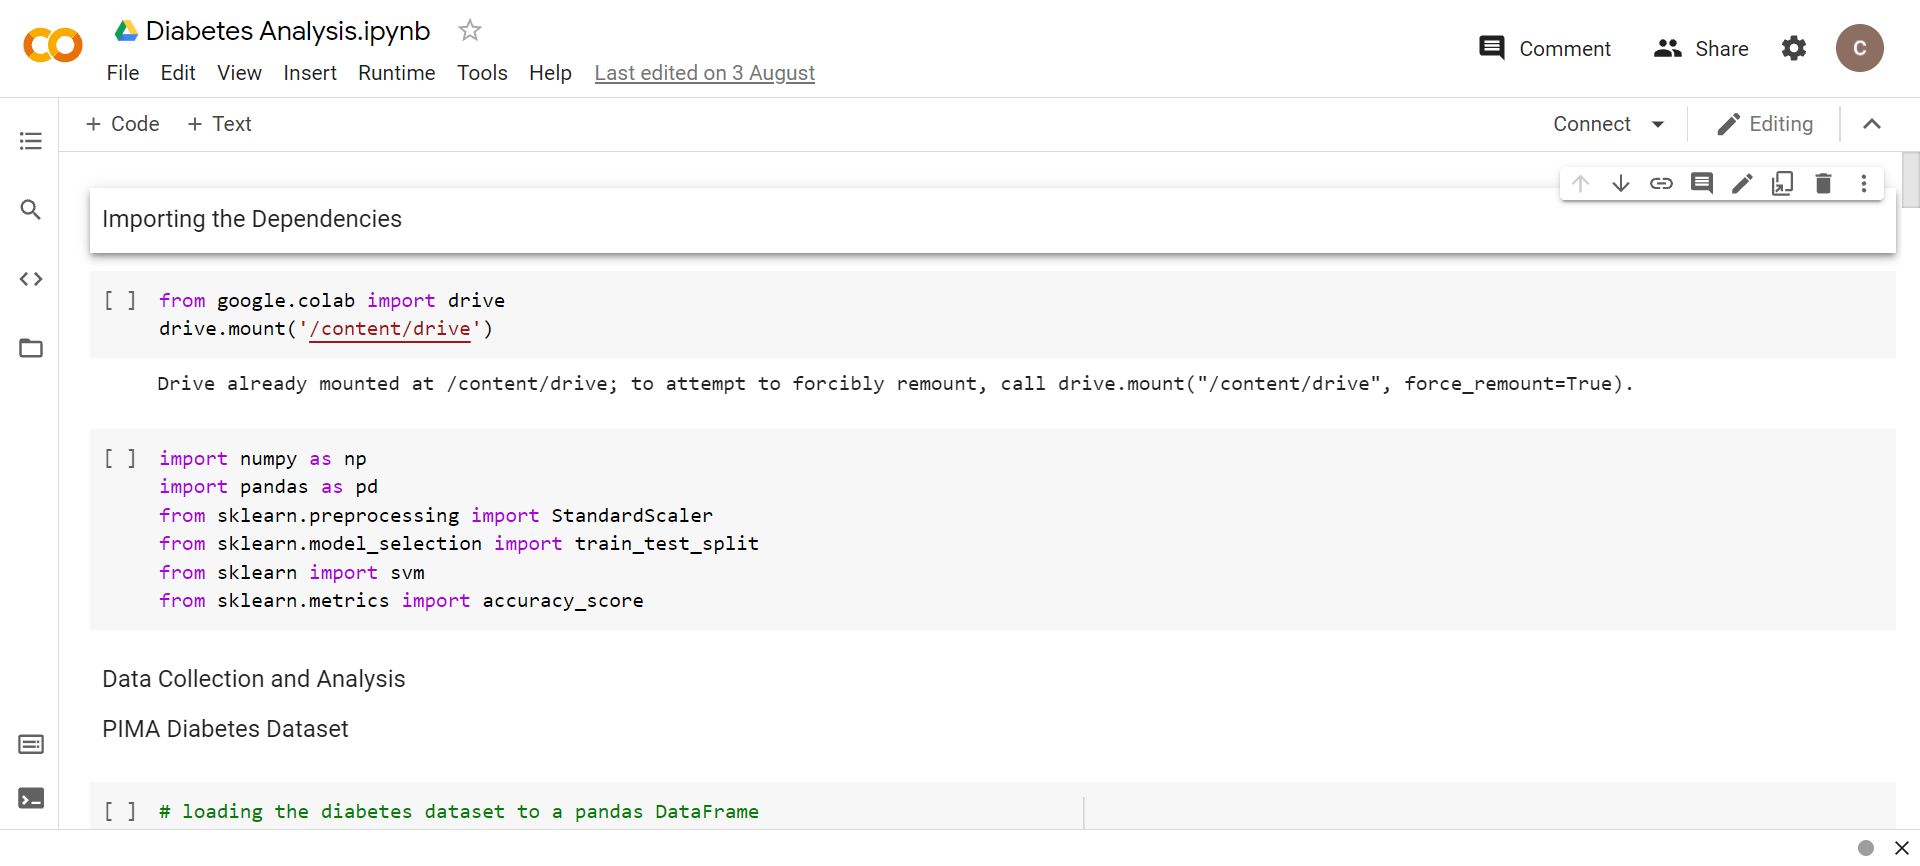 Diabetes Analysis.ipynb
File Edit View Insert Runtime Tools Help Last edited on 3 August
Comment Share C
+ Code + Text
Connect Editing
Importing the Dependencies
[ ] from google.colab import drive
drive.mount('/content/drive')
Drive already mounted at /content/drive; to attempt to forcibly remount, call drive.mount("/content/drive", force_remount=True).
[ ] import numpy as np
import pandas as pd
from sklearn.preprocessing import StandardScaler
from sklearn.model_selection import train_test_split
from sklearn import svm
from sklearn.metrics import accuracy_score
Data Collection and Analysis
PIMA Diabetes Dataset
[ ] # loading the diabetes dataset to a pandas DataFrame